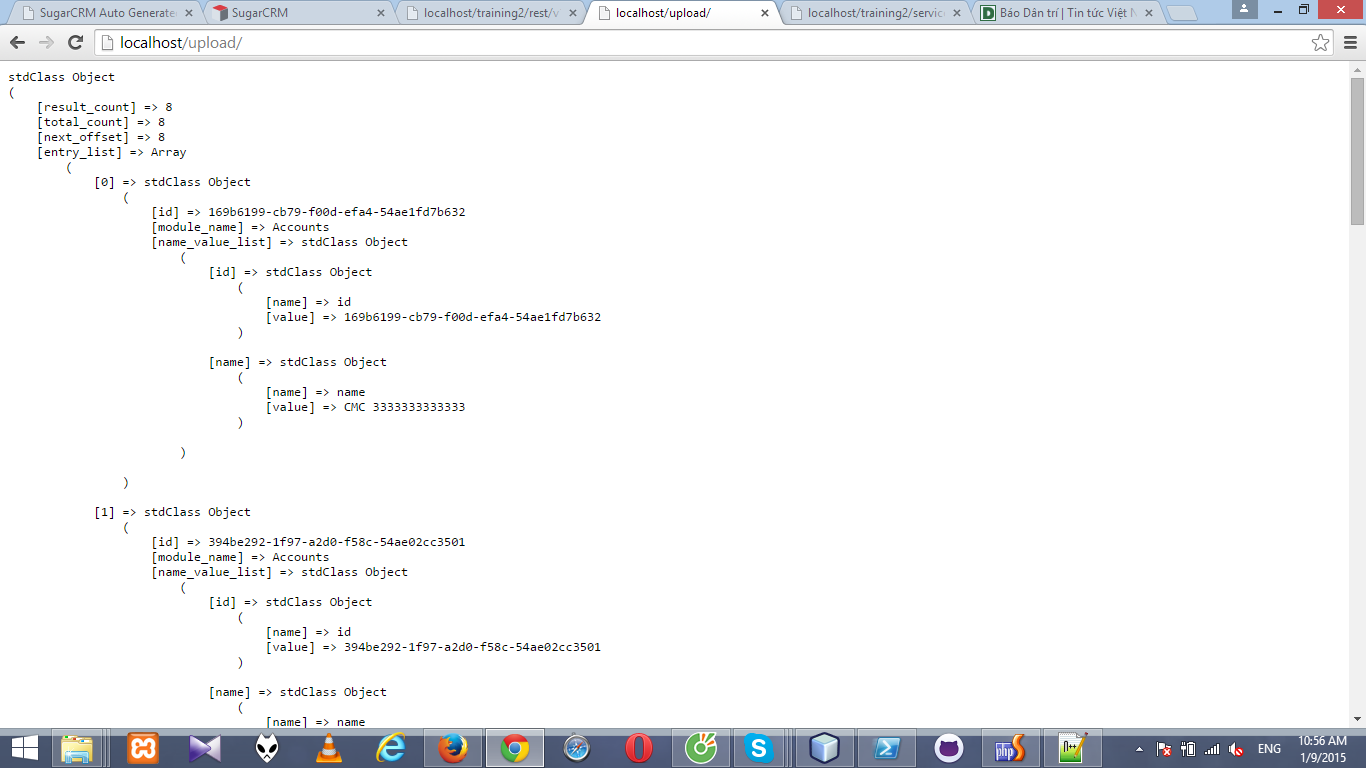 SugarCRM Auto Generate
SugarCRM
localhost/training2/rest/v
localhost/upload/
localhost/training2/service
Báo Dân trí | Tin tức Việt N
localhost/upload/
stdClass Object
(
[result_count] => 8
[total_count] => 8
[next_offset] => 8
[entry_list] => Array
(
[0] => stdClass Object
(
[id] => 169b6199-cb79-f00d-efa4-54ae1fd7b632
[module_name] => Accounts
[name_value_list] => stdClass Object
(
[id] => stdClass Object
(
[name] => id
[value] => 169b6199-cb79-f00d-efa4-54ae1fd7b632
)
[name] => stdClass Object
(
[name] => name
[value] => CMC 3333333333333
)
)
)
[1] => stdClass Object
(
[id] => 394be292-1f97-a2d0-f58c-54ae02cc3501
[module_name] => Accounts
[name_value_list] => stdClass Object
(
[id] => stdClass Object
(
[name] => id
[value] => 394be292-1f97-a2d0-f58c-54ae02cc3501
)
[name] => stdClass Object
(
[name] => name
php
ENG
10:56 AM
1/9/2015